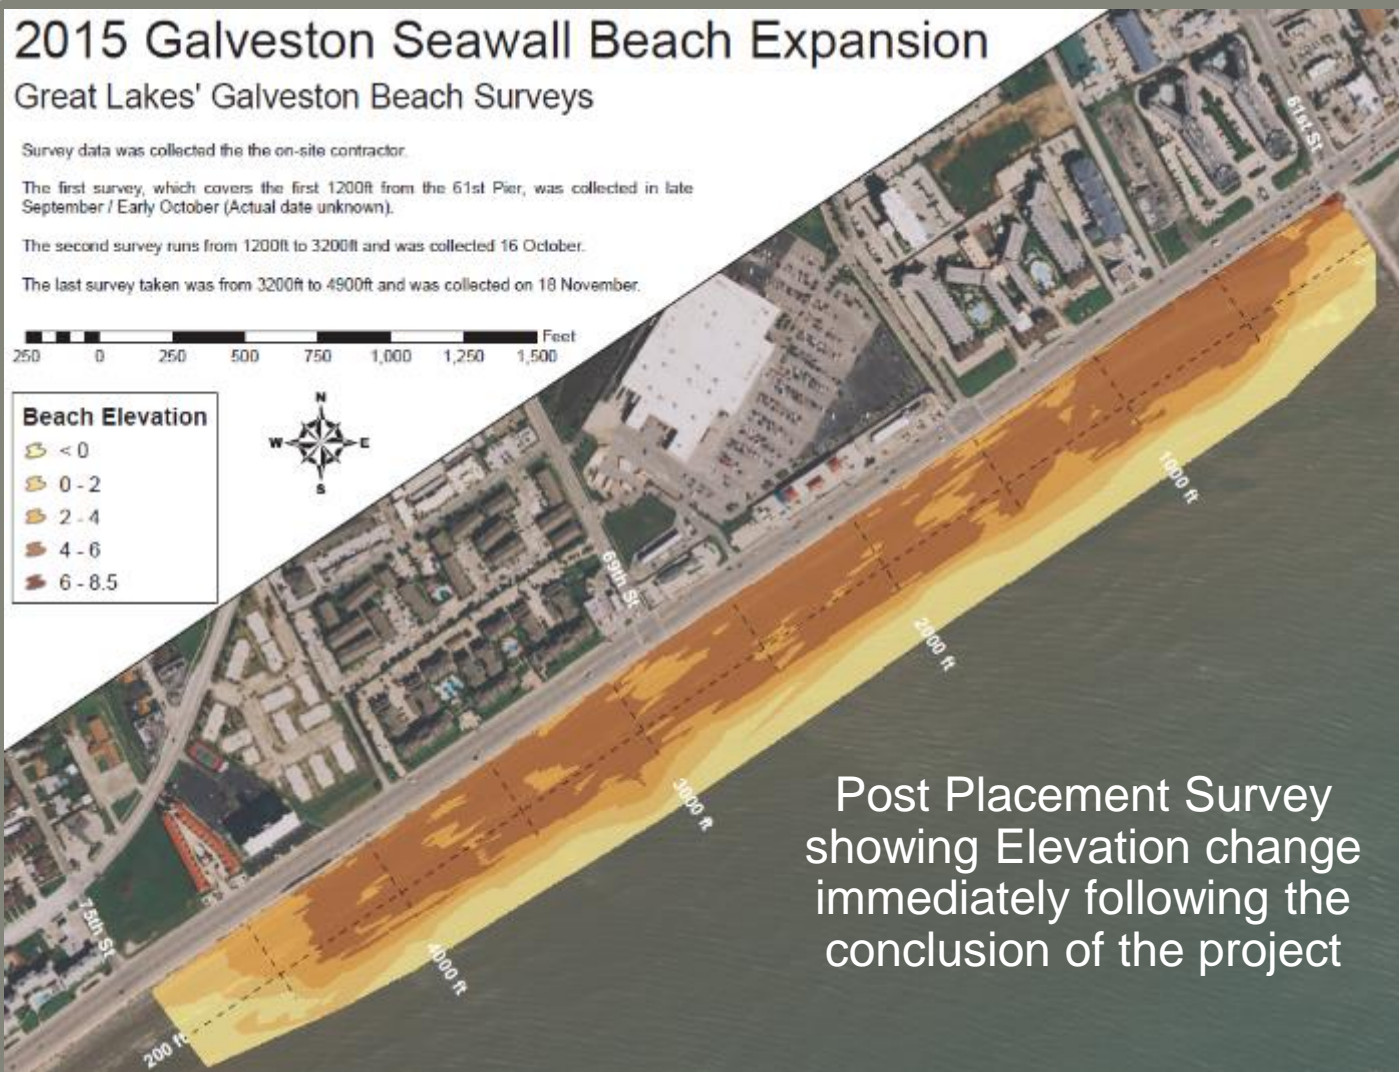 2015 Galveston Seawall Beach Expansion
Great Lakes' Galveston Beach Surveys
Survey data was collected the the on-site contractor.
The first survey, which covers the first 1200ft from the 61st Pier, was collected in late
September / Early October (Actual date unknown).
The second survey runs from 1200ft to 3200ft and was collected 16 October.
The last survey taken was from 3200ft to 4900ft and was collected on 18 November.
Feet
250 0 250 500 750 1,000 1,250 1,500
Beach Elevation
< 0
0 - 2
2 - 4
4 - 6
6 - 8.5
N
W E
S
61st St
69th St
75th St
1000 ft
2000 ft
3000 ft
4000 ft
200 ft
Post Placement Survey
showing Elevation change
immediately following the
conclusion of the project